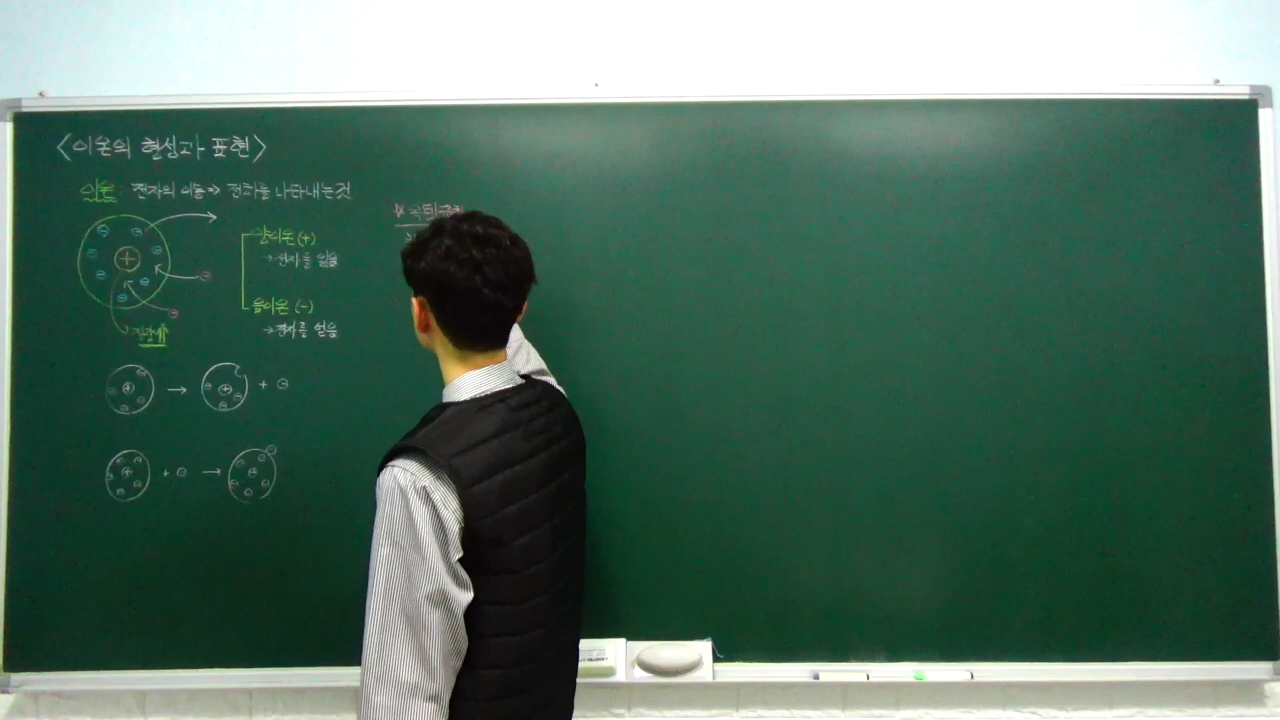 <이온의 형성과 표현>
이온 : 전자의 이동 => 전하를 나타내는 것
양이온 (+)
→ 전자를 잃음
음이온 (-)
→ 전자를 얻음
+
→ + ⊖
+ ⊖ →